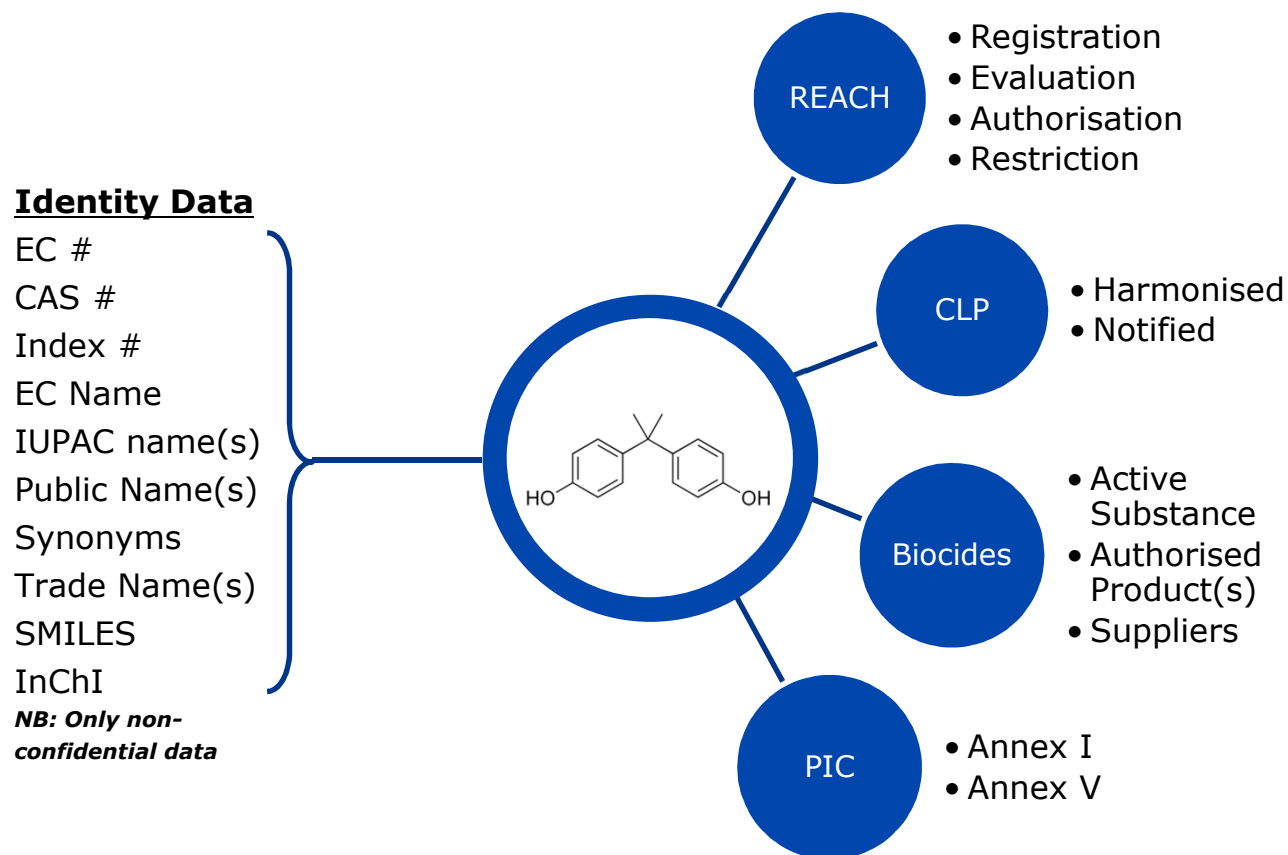 Identity Data
EC #
CAS #
Index #
EC Name
IUPAC name(s)
Public Name(s)
Synonyms
Trade Name(s)
SMILES
InChI
NB: Only non-
confidential data
HO
OH
REACH
• Registration
• Evaluation
• Authorisation
• Restriction
CLP
• Harmonised
• Notified
Biocides
• Active
Substance
• Authorised
Product(s)
• Suppliers
PIC
• Annex I
• Annex V